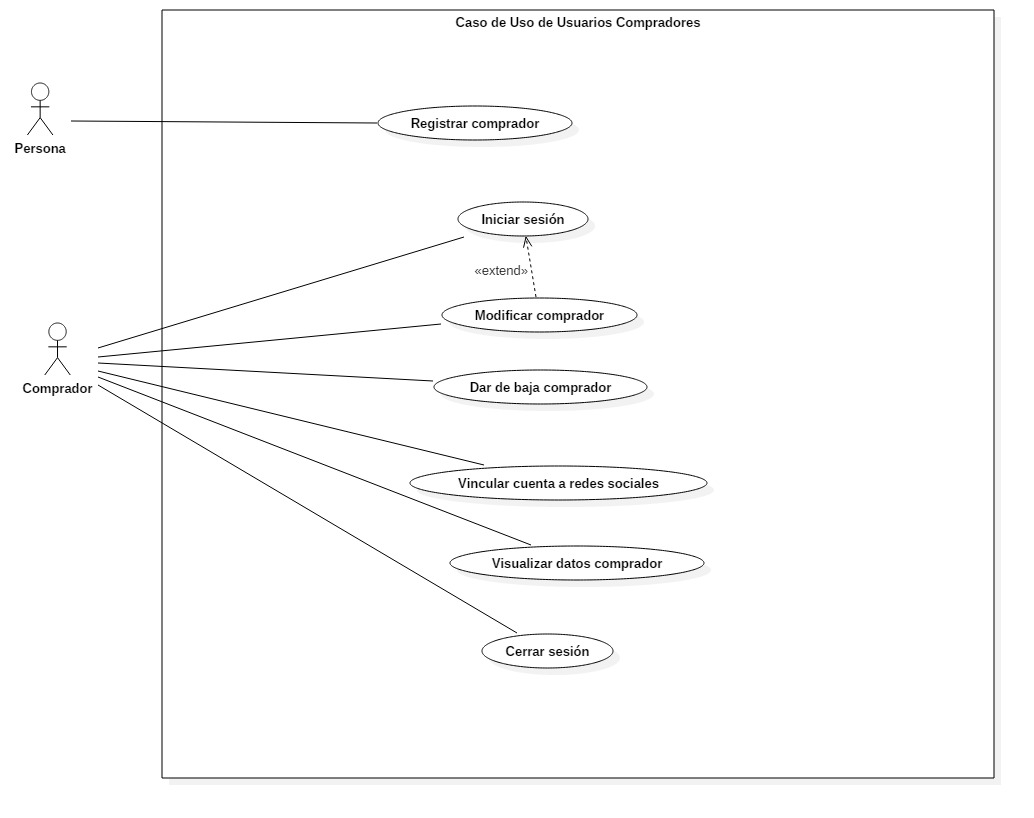 Caso de Uso de Usuarios Compradores
Registrar comprador
Persona
Iniciar sesión
«extend»
Modificar comprador
Comprador
Dar de baja comprador
Vincular cuenta a redes sociales
Visualizar datos comprador
Cerrar sesión